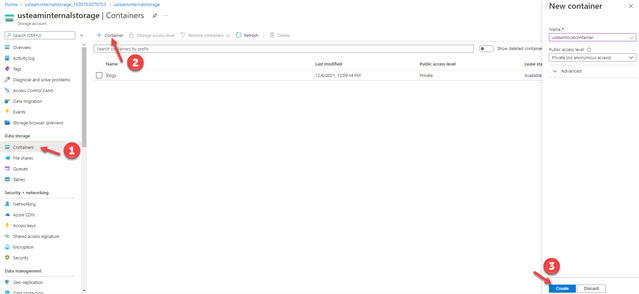 Home > usteaminternalstorage_1638763079783 > usteaminternalstorage
usteaminternalstorage | Containers
Storage account
Search (Ctrl+/)
Overview
Activity log
Tags
Diagnose and solve problems
Access Control (IAM)
Data migration
Events
Storage browser (preview)
Data storage
Containers
File shares
Queues
Tables
Security + networking
Networking
Azure CDN
Access keys
Shared access signature
Encryption
Security
Data management
Geo-replication
Data protection
1
+ Container
Change access level
Restore containers
Refresh
Delete
2
Search containers by prefix
Show deleted container
Name
Last modified
Public access level
Lease stat
$logs
12/6/2021, 12:59:14 PM
Private
Available
New container
Name *
Public access level
Private (no anonymous access)
Advanced
3
Create
Discard